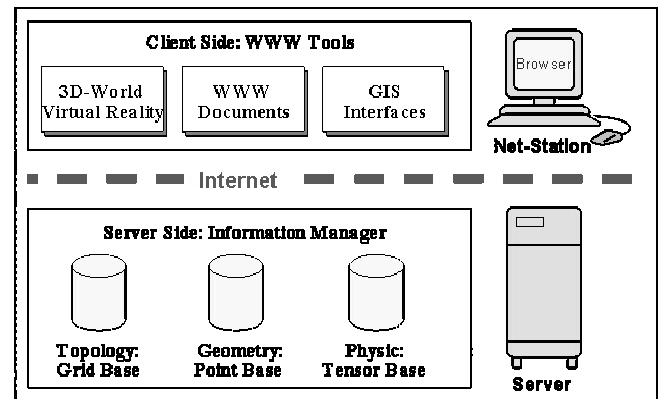 Client Side: WWW Tools
3D-World
Virtual Reality
WWW
Documents
GIS
Interfaces
Browser
Net-Station
Internet
Server Side: Information Manager
Topology:
Grid Base
Geometry:
Point Base
Physic:
Tensor Base
Server